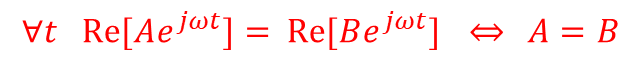 ∀t Re[Ae^{jωt}] = Re[Be^{jωt}] ⇔ A = B